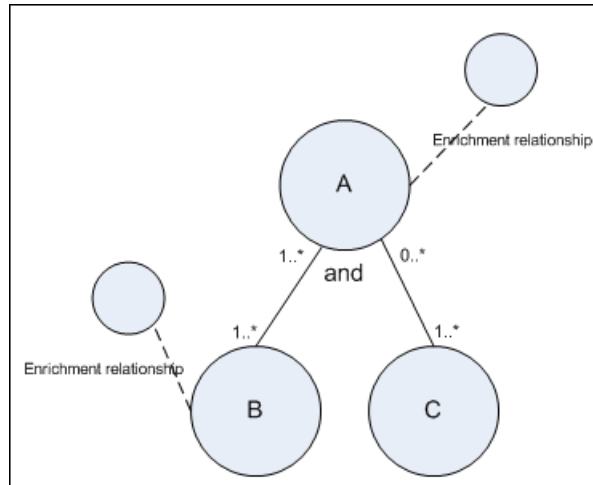 Enrichment relationship
A
1..*
0..*
and
1..*
1..*
Enrichment relationship
B
C